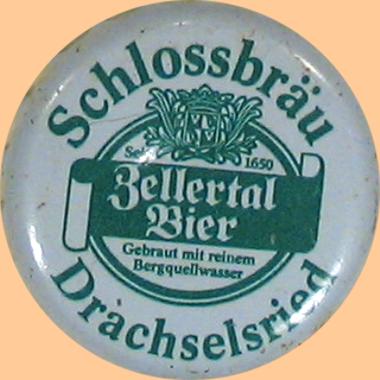 Schlossbräu
Seit 1650
Zellertal
Bier
Gebraut mit reinem
Bergquellwasser
Drachselsried